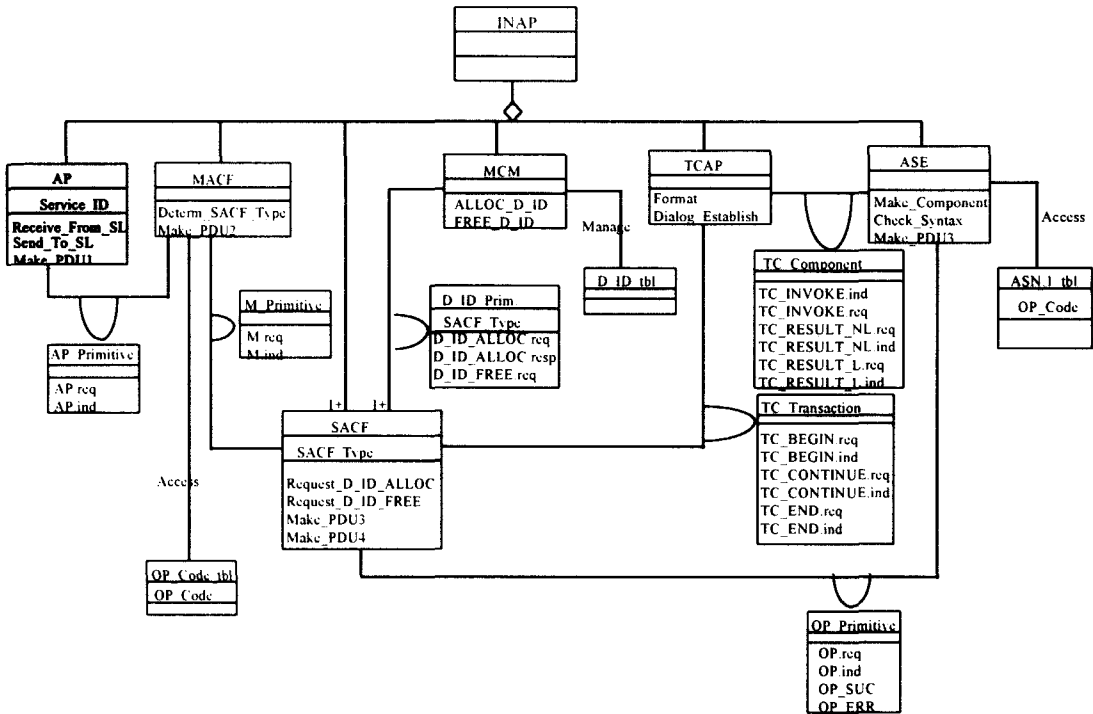 INAP
AP
Service_ID
Receive_From_SL
Send_To_SL
Make_PDU1
MACF
Determ_SACF_Type
Make_PDU2
MCM
ALLOC_D_ID
FREE_D_ID
TCAP
Format
Dialog_Establish
ASE
Make_Component
Check_Syntax
Make_PDU3
Access
Manage
D_ID_tbl
ASN.1_tbl
OP_Code
TC_Component
TC_INVOKE.ind
TC_INVOKE.req
TC_RESULT_NL.req
TC_RESULT_NL.ind
TC_RESULT_L.req
TC_RESULT_L.ind
M_Primitive
M.req
M.ind
D_ID_Prim
SACF_Type
D_ID_ALLOC.req
D_ID_ALLOC.resp
D_ID_FREE.req
AP_Primitive
AP.req
AP.ind
1+
1+
SACF
SACF_Type
Request_D_ID_ALLOC
Request_D_ID_FREE
Make_PDU3
Make_PDU4
TC_Transaction
TC_BEGIN.req
TC_BEGIN.ind
TC_CONTINUE.req
TC_CONTINUE.ind
TC_END.req
TC_END.ind
Access
OP_Code_tbl
OP_Code
OP_Primitive
OP.req
OP.ind
OP_SUC
OP_ERR